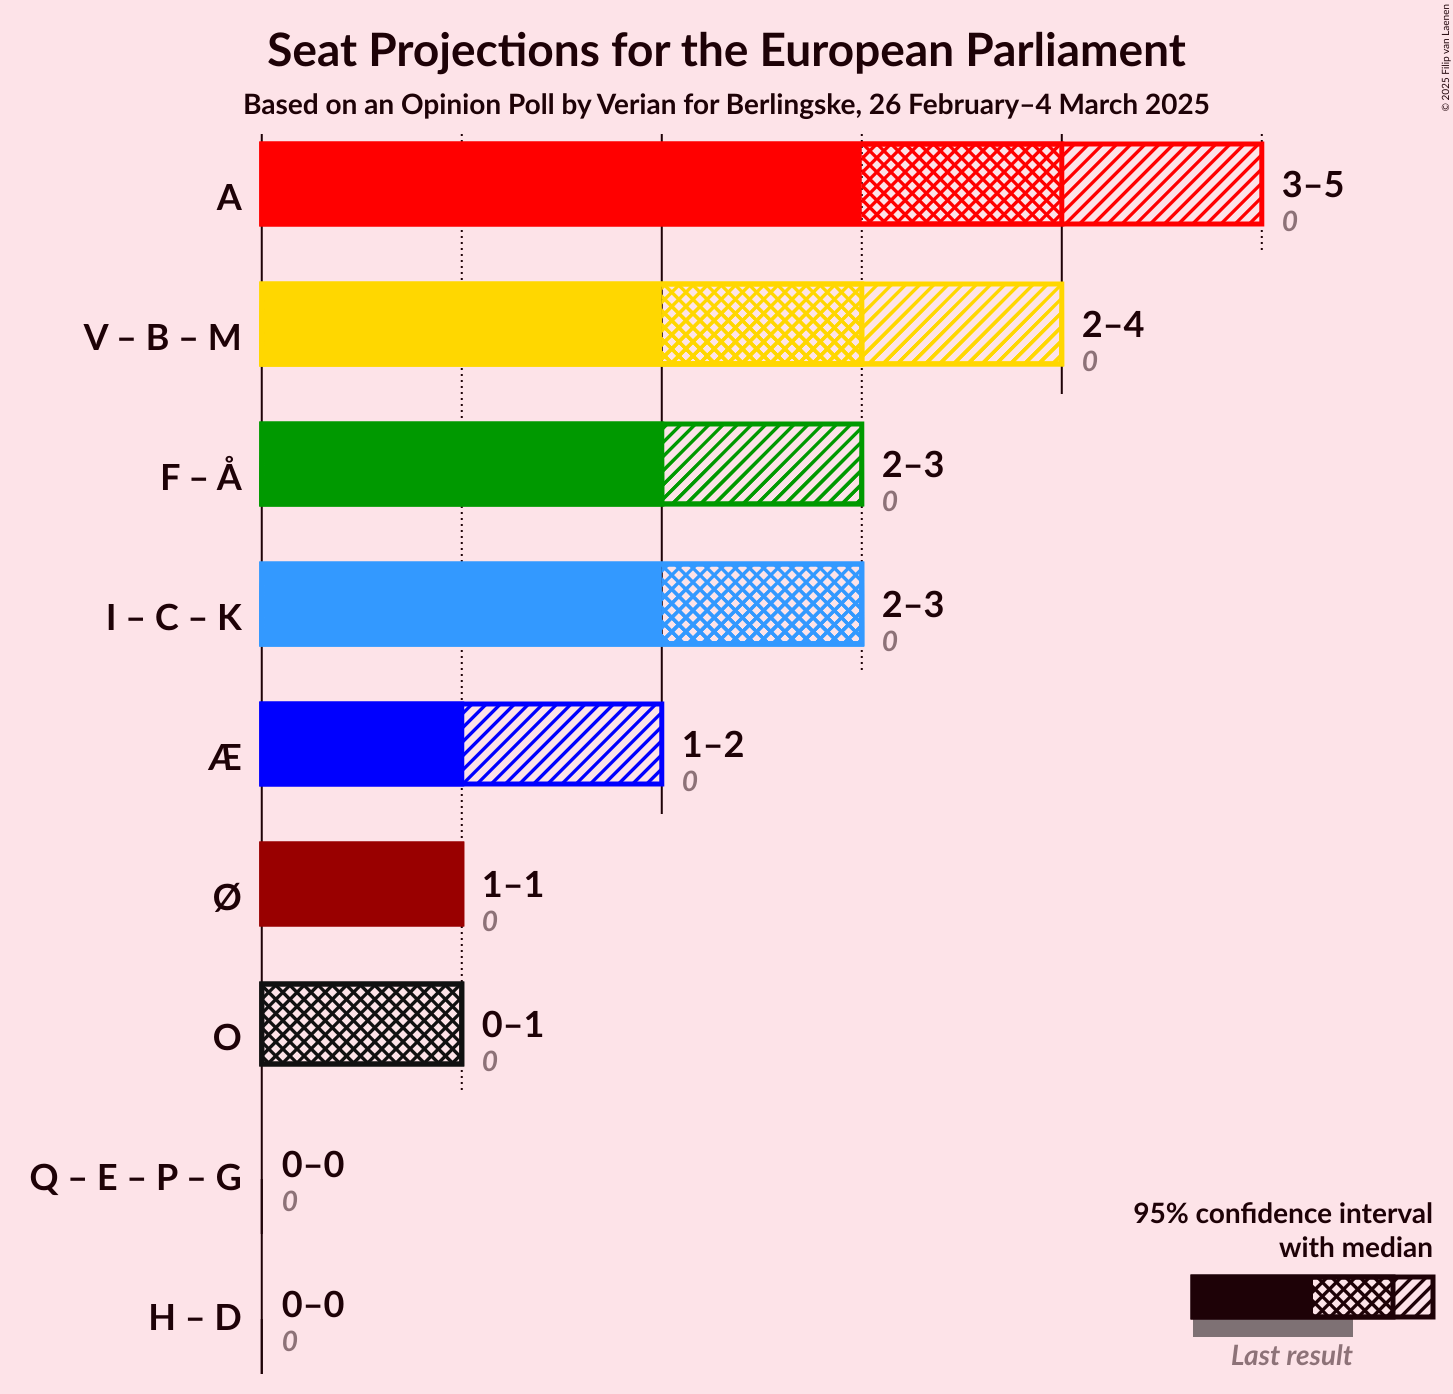 Seat Projections for the European Parliament
Based on an Opinion Poll by Verian for Berlingske, 26 February–4 March 2025
© 2025 Filip van Laenen
A
3–5
0
V – B – M
2–4
0
F – Å
2–3
0
I – C – K
2–3
0
Æ
1–2
0
Ø
1–1
0
O
0–1
0
Q – E – P – G
0–0
0
H – D
0–0
0
95% confidence interval
with median
Last result